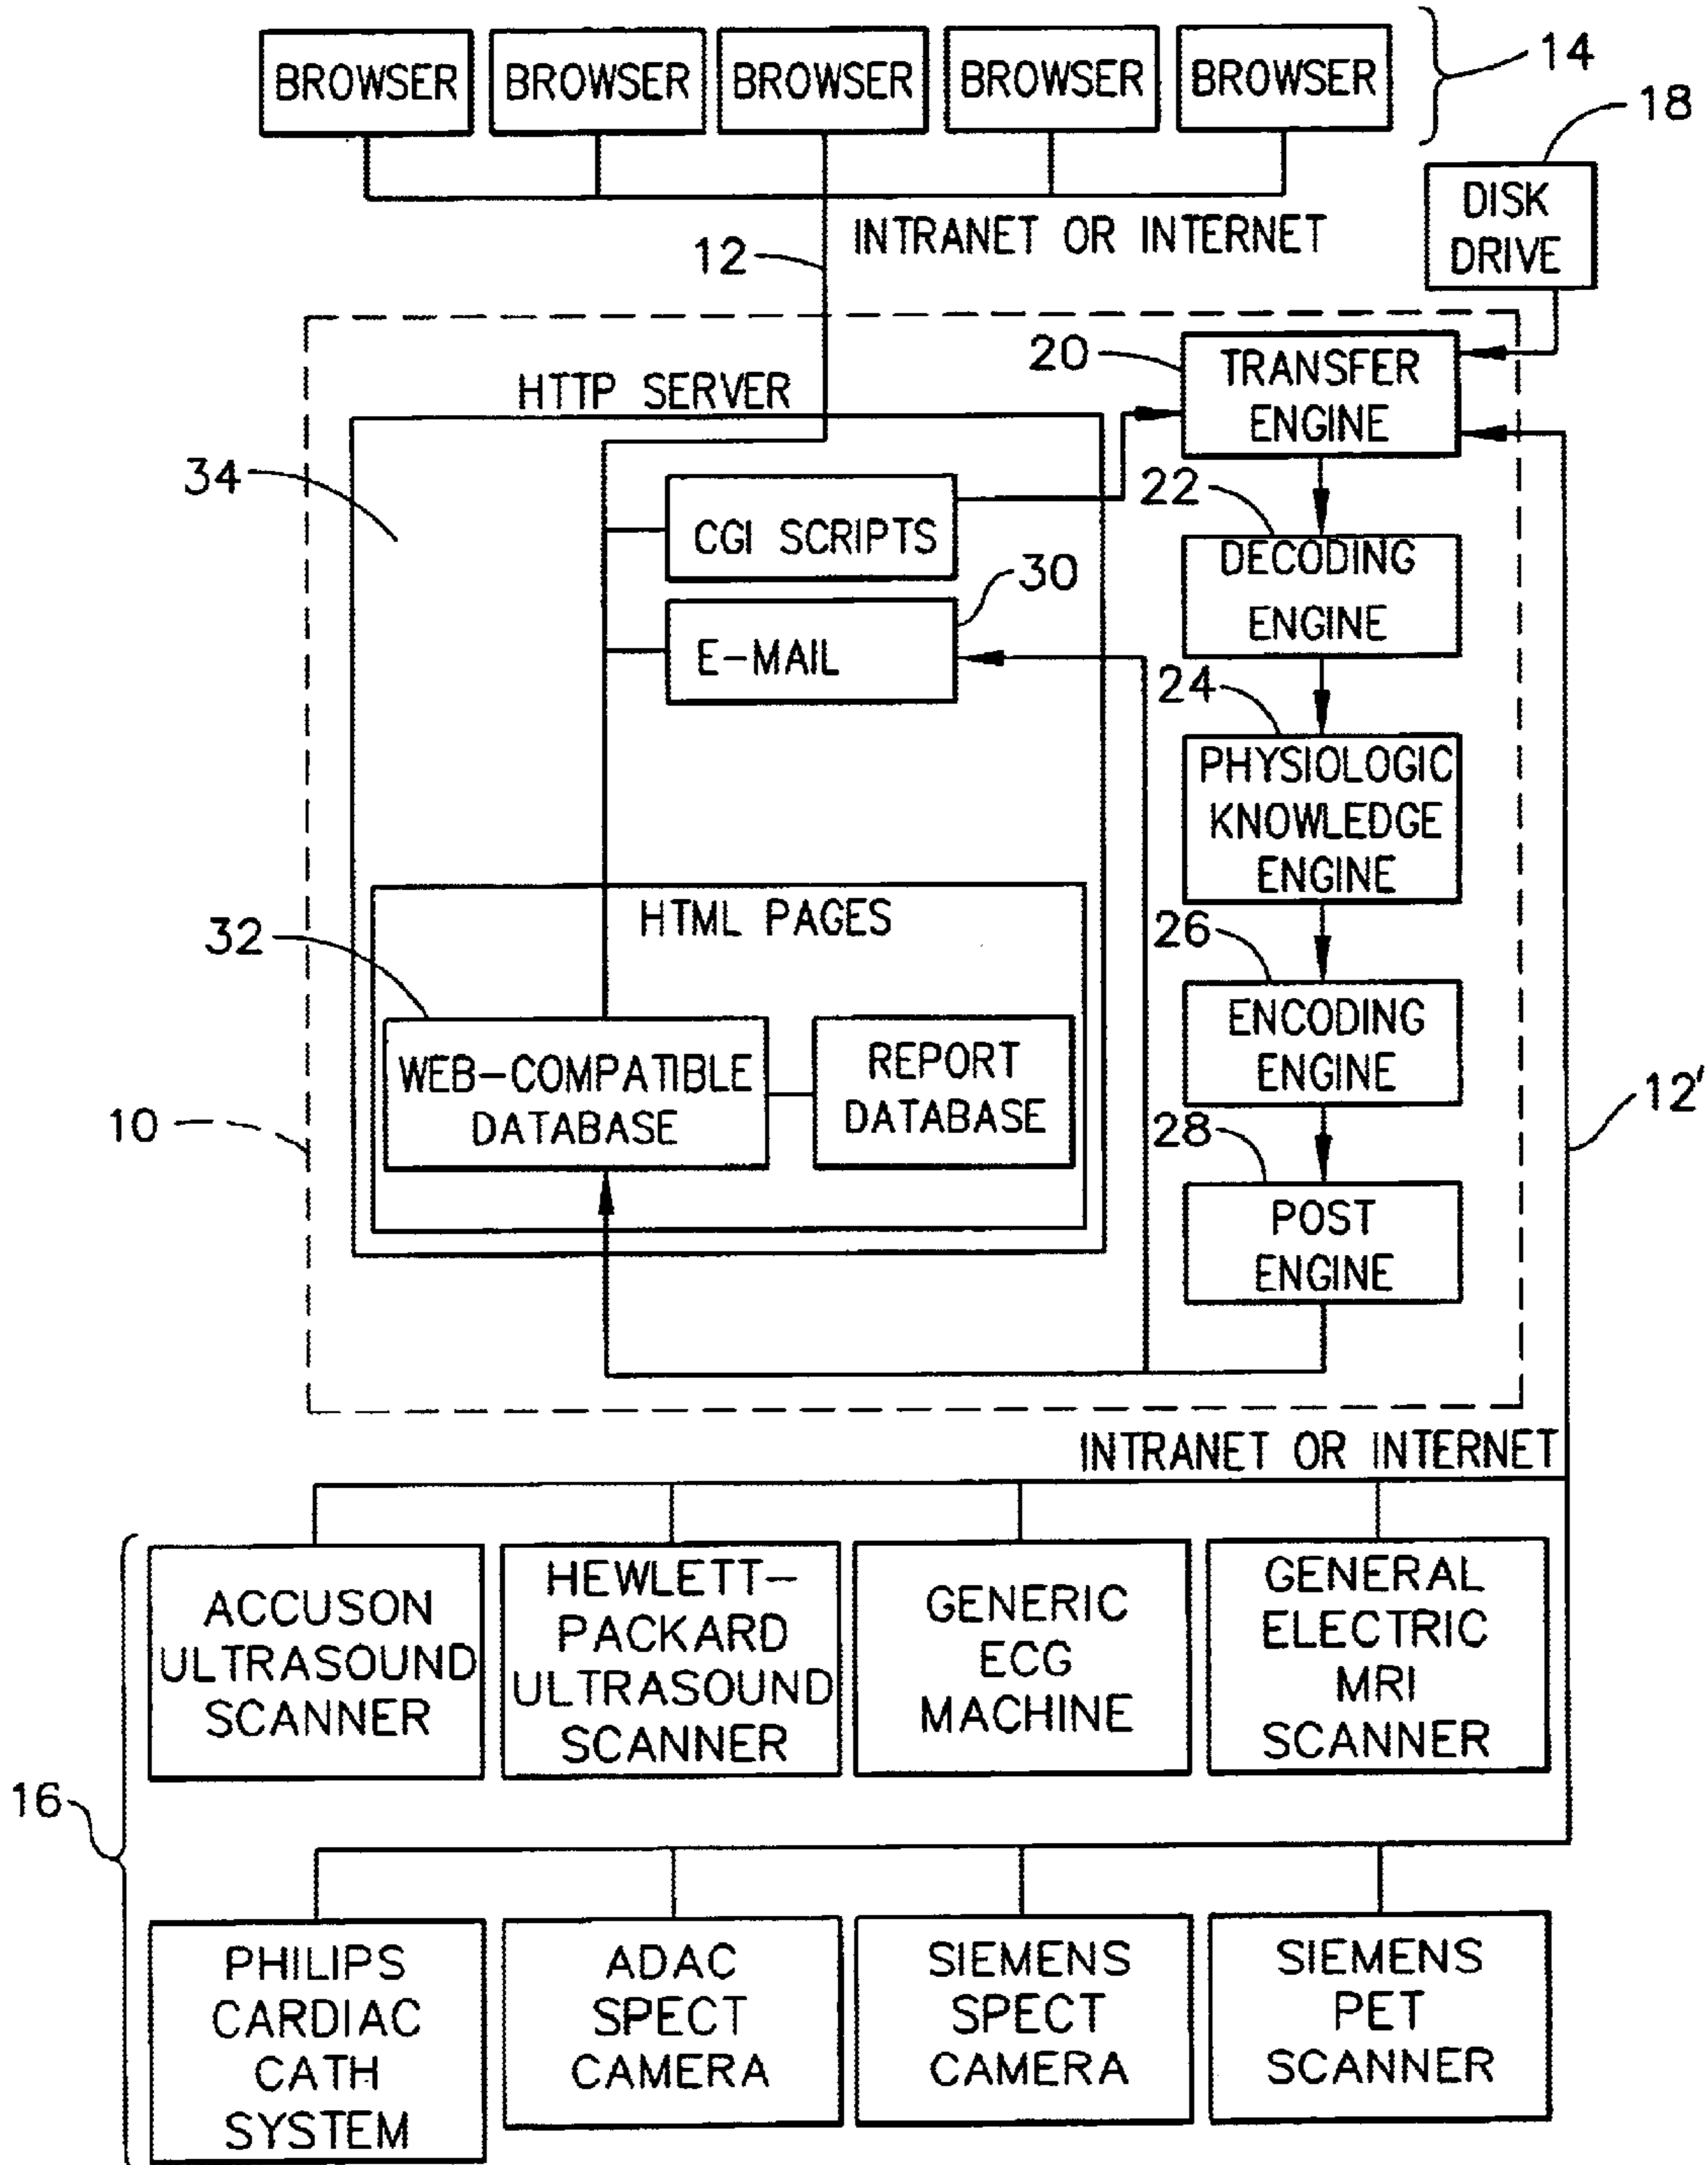 BROWSER BROWSER BROWSER BROWSER BROWSER
14
18
DISK
DRIVE
INTRANET OR INTERNET
12
20
TRANSFER
ENGINE
HTTP SERVER
34
CGI SCRIPTS
22
DECODING
ENGINE
30
E-MAIL
24
PHYSIOLOGIC
KNOWLEDGE
ENGINE
HTML PAGES
32
26
ENCODING
ENGINE
WEB-COMPATIBLE
DATABASE
REPORT
DATABASE
10
12'
28
POST
ENGINE
INTRANET OR INTERNET
16
ACCUSON
ULTRASOUND
SCANNER
HEWLETT-
PACKARD
ULTRASOUND
SCANNER
GENERIC
ECG
MACHINE
GENERAL
ELECTRIC
MRI
SCANNER
PHILIPS
CARDIAC
CATH
SYSTEM
ADAC
SPECT
CAMERA
SIEMENS
SPECT
CAMERA
SIEMENS
PET
SCANNER